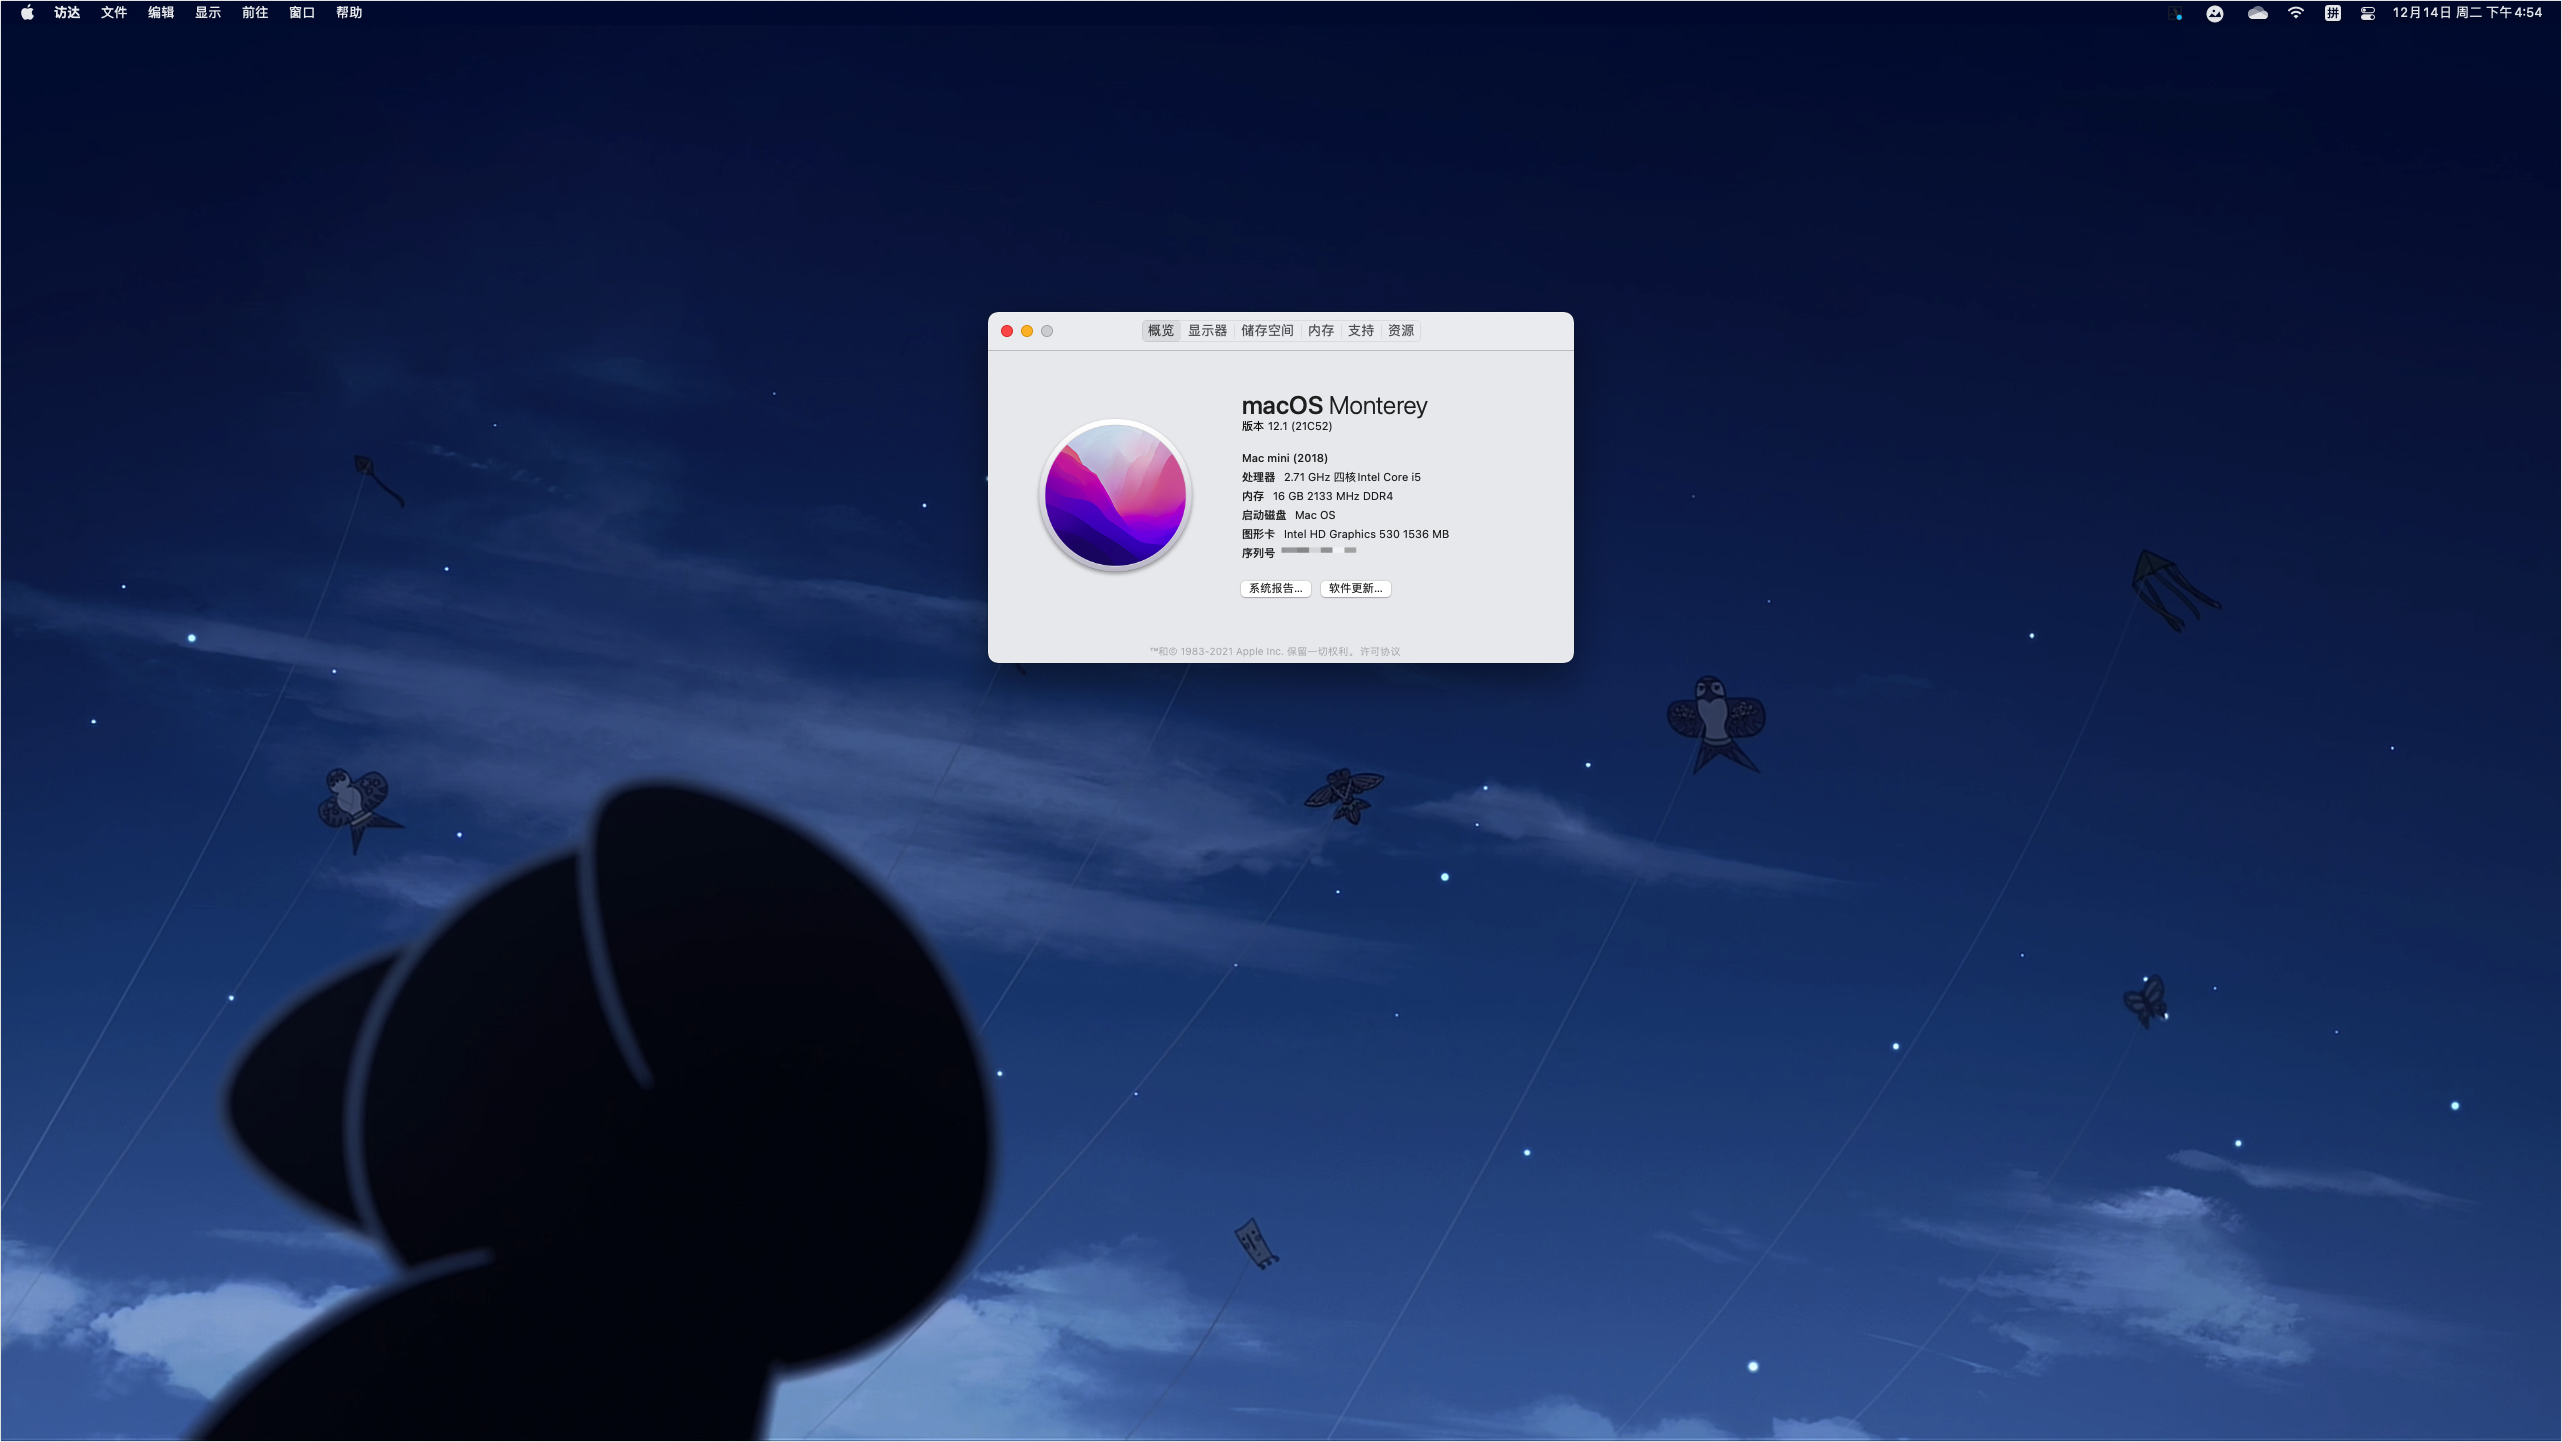 访达 文件 编辑 显示 前往 窗口 帮助
拼 12月14日 周二 下午4:54
概览 显示器 储存空间 内存 支持 资源
macOS Monterey
版本 12.1 (21C52)
Mac mini (2018)
处理器 2.71 GHz 四核Intel Core i5
内存 16 GB 2133 MHz DDR4
启动磁盘 Mac OS
图形卡 Intel HD Graphics 530 1536 MB
序列号
系统报告... 软件更新...
™和© 1983-2021 Apple Inc. 保留一切权利。许可协议